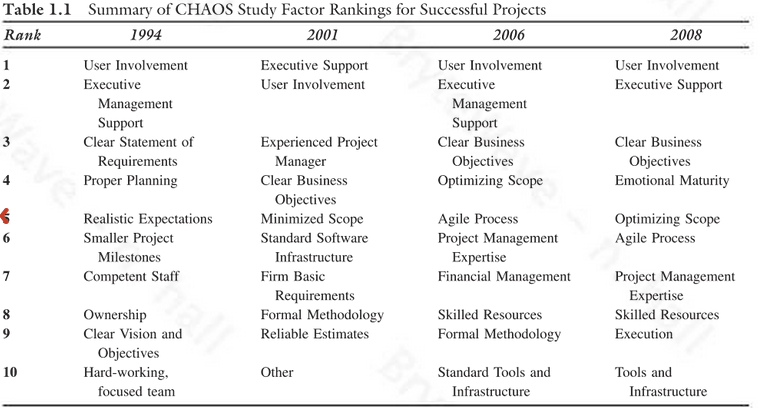 Table 1.1 Summary of CHAOS Study Factor Rankings for Successful Projects
Rank 1994 2001 2006 2008
1 User Involvement Executive Support User Involvement User Involvement
2 Executive User Involvement Executive Executive Support
Management Management
Support Support
3 Clear Statement of Experienced Project Clear Business Clear Business
Requirements Manager Objectives Objectives
4 Proper Planning Clear Business Optimizing Scope Emotional Maturity
Objectives
5 Realistic Expectations Minimized Scope Agile Process Optimizing Scope
6 Smaller Project Standard Software Project Management Agile Process
Milestones Infrastructure Expertise
7 Competent Staff Firm Basic Financial Management Project Management
Requirements Expertise
8 Ownership Formal Methodology Skilled Resources Skilled Resources
9 Clear Vision and Reliable Estimates Formal Methodology Execution
Objectives
10 Hard-working, Other Standard Tools and Tools and
focused team Infrastructure Infrastructure